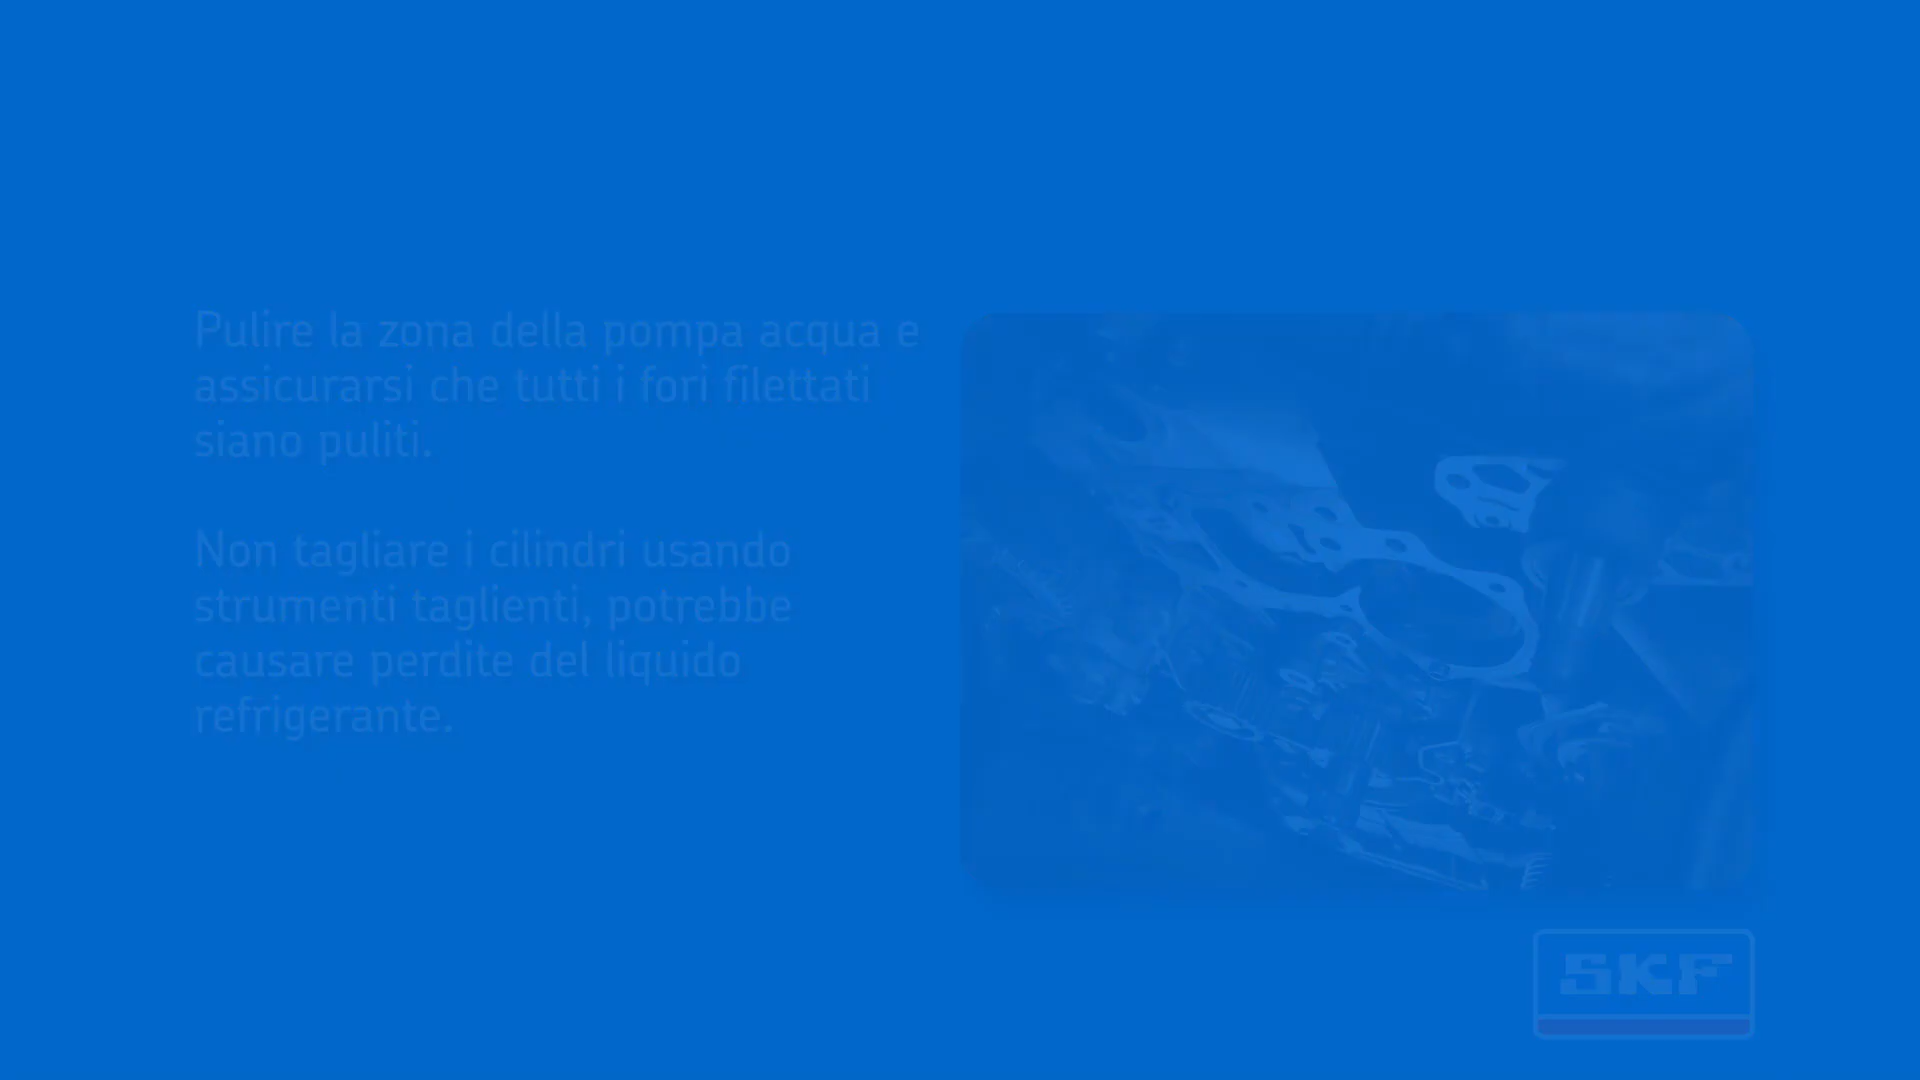 Pulire la zona della pompa acqua e
assicurarsi che tutti i fori filettati
siano puliti.
Non tagliare i cilindri usando
strumenti taglienti, potrebbe
causare perdite del liquido
refrigerante.
SKF